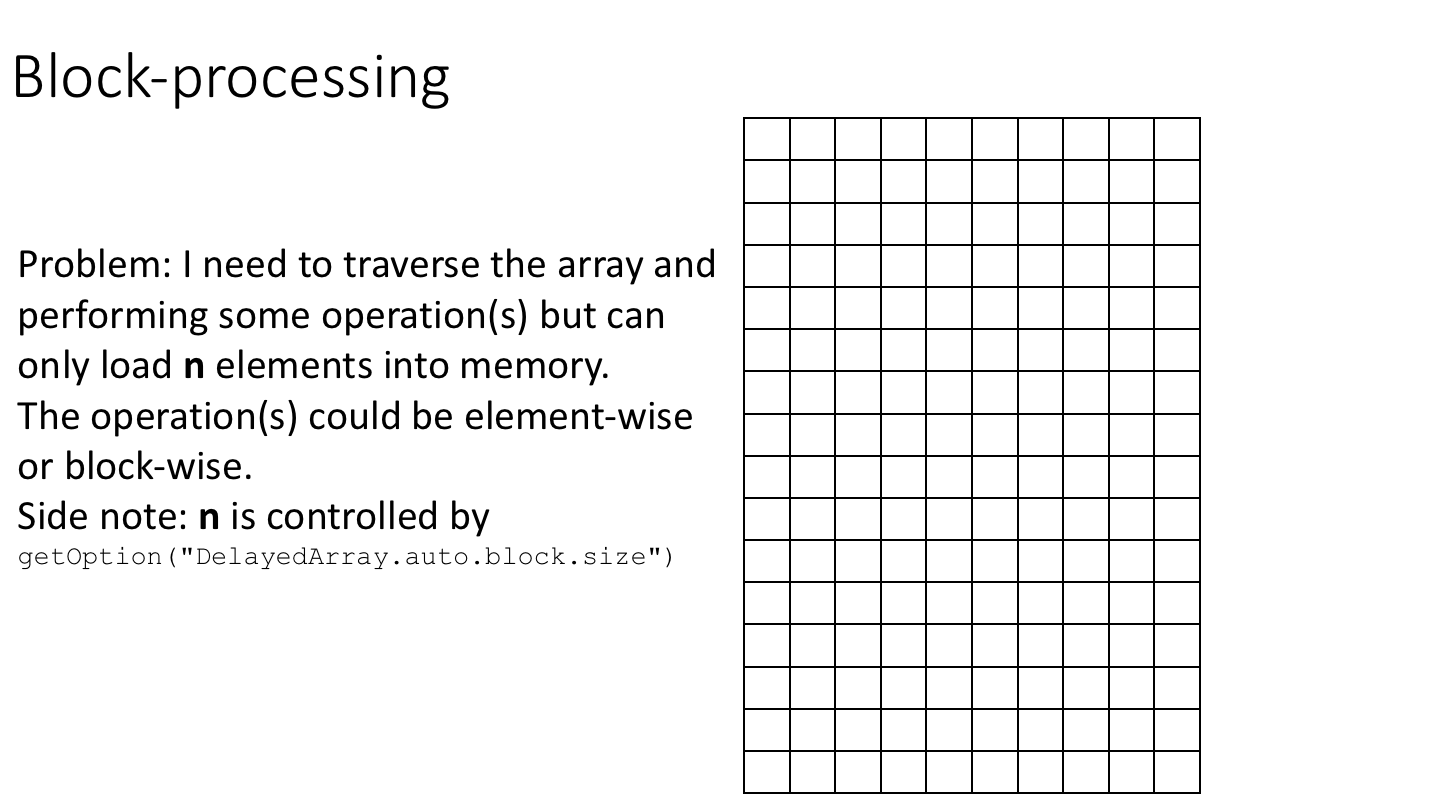 Block-processing
Problem: I need to traverse the array and
performing some operation(s) but can
only load n elements into memory.
The operation(s) could be element-wise
or block-wise.
Side note: n is controlled by
getOption("DelayedArray.auto.block.size")